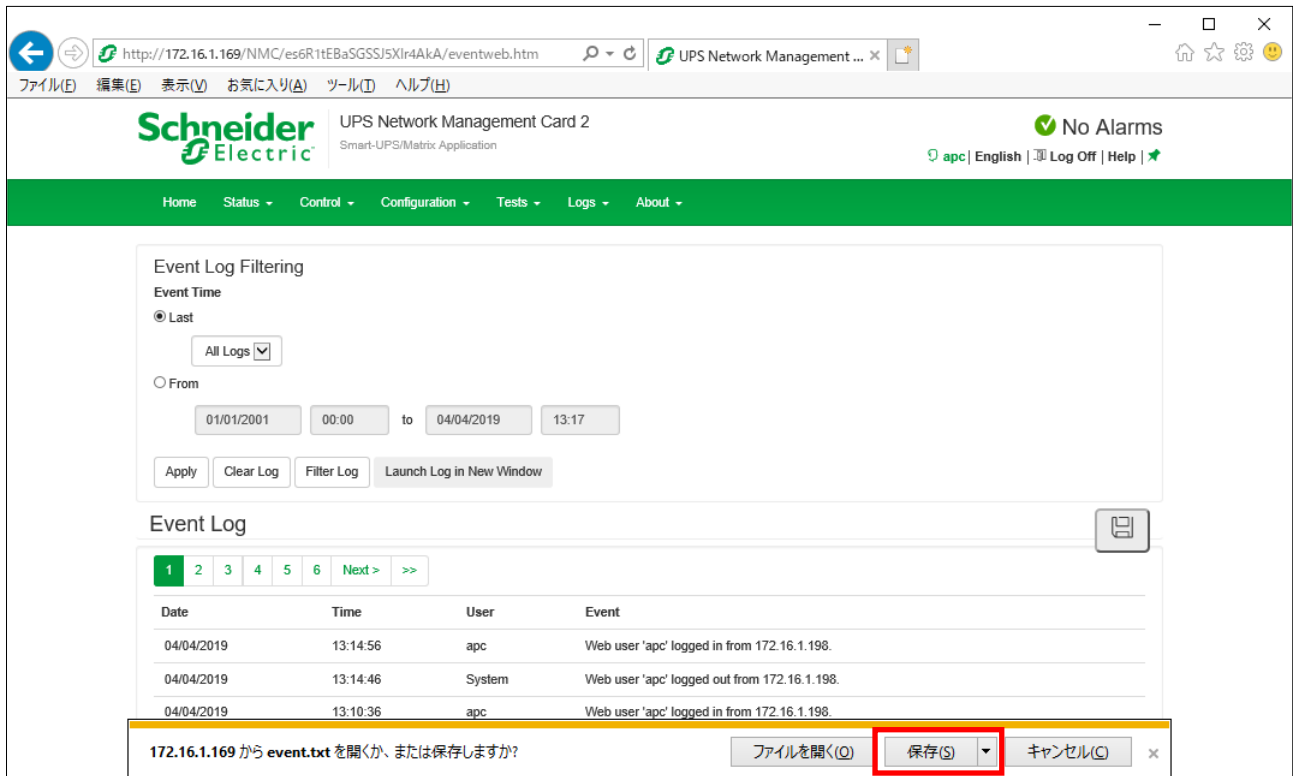 http://172.16.1.169/NMC/es6R1tEBaSGSSJ5XIr4AkA/eventweb.htm
UPS Network Management ...
ファイル(F) 編集(E) 表示(V) お気に入り(A) ツール(T) ヘルプ(H)
Schneider Electric
UPS Network Management Card 2
Smart-UPS/Matrix Application
No Alarms
apc | English | Log Off | Help |
Home Status Control Configuration Tests Logs About
Event Log Filtering
Event Time
Last
All Logs
From
01/01/2001 00:00 to 04/04/2019 13:17
Apply Clear Log Filter Log Launch Log in New Window
Event Log
1 2 3 4 5 6 Next > >>
Date Time User Event
04/04/2019 13:14:56 apc Web user 'apc' logged in from 172.16.1.198.
04/04/2019 13:14:46 System Web user 'apc' logged out from 172.16.1.198.
04/04/2019 13:10:36 apc Web user 'apc' logged in from 172.16.1.198.
172.16.1.169 から event.txt を開くか、または保存しますか?
ファイルを開く(O) 保存(S) キャンセル(C)